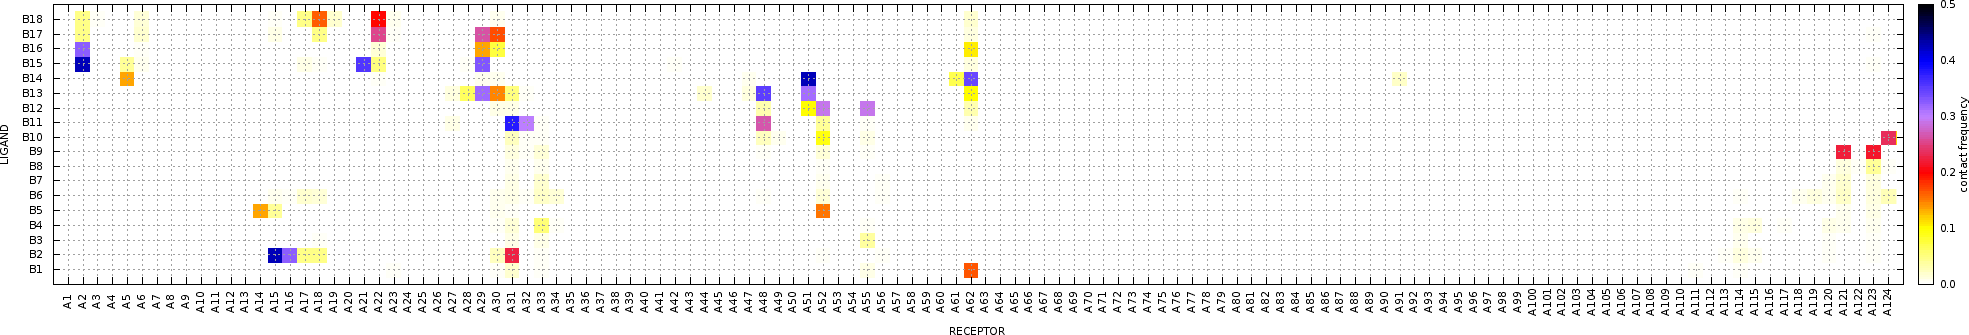 B18
B17
B16
B15
B14
B13
B12
B11
B10
B9
B8
B7
B6
B5
B4
B3
B2
B1
LIGAND
A1 A2 A3 A4 A5 A6 A7 A8 A9 A10 A11 A12 A13 A14 A15 A16 A17 A18 A19 A20 A21 A22 A23 A24 A25 A26 A27 A28 A29 A30 A31 A32 A33 A34 A35 A36 A37 A38 A39 A40 A41 A42 A43 A44 A45 A46 A47 A48 A49 A50 A51 A52 A53 A54 A55 A56 A57 A58 A59 A60 A61 A62 A63 A64 A65 A66 A67 A68 A69 A70 A71 A72 A73 A74 A75 A76 A77 A78 A79 A80 A81 A82 A83 A84 A85 A86 A87 A88 A89 A90 A91 A92 A93 A94 A95 A96 A97 A98 A99 A100 A101 A102 A103 A104 A105 A106 A107 A108 A109 A110 A111 A112 A113 A114 A115 A116 A117 A118 A119 A120 A121 A122 A123 A124
RECEPTOR
0.5
0.4
0.3
0.2
0.1
0.0
contact frequency